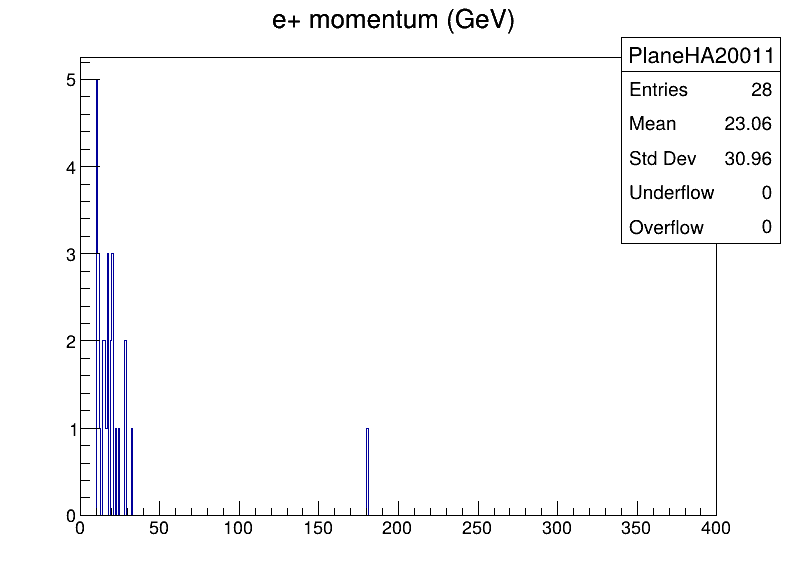 e+ momentum (GeV)
PlaneHA20011
Entries 28
Mean 23.06
Std Dev 30.96
Underflow 0
Overflow 0
5
4
3
2
1
0
0 50 100 150 200 250 300 350 400